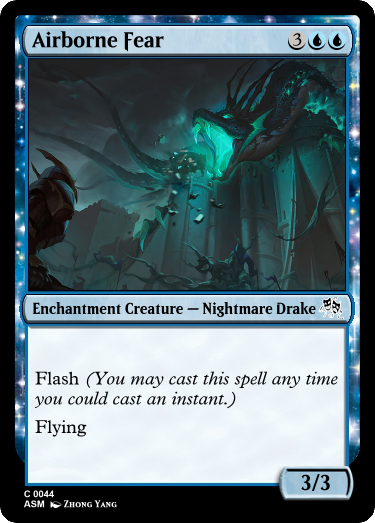 Airborne Fear 3
Enchantment Creature — Nightmare Drake
Flash (You may cast this spell any time
you could cast an instant.)
Flying
3/3
C 0044
ASM Zhong Yang